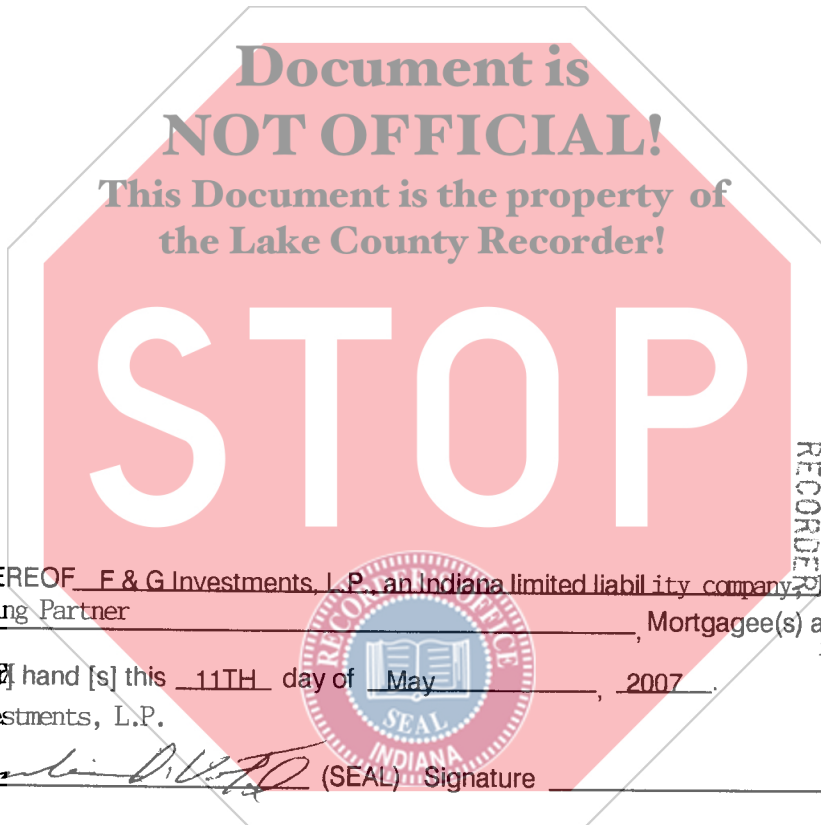 Document is
NOT OFFICIAL!
This Document is the property of
the Lake County Recorder!
STOP
RECORDER
EREOF F & G Investments, L.P., an Indiana limited liabil ity company,
ng Partner , Mortgagee(s) a
hand [s] this 11TH day of May , 2007 .
estments, L.P.
(SEAL) Signature
RECORDER OFFICE
SEAL
INDIANA